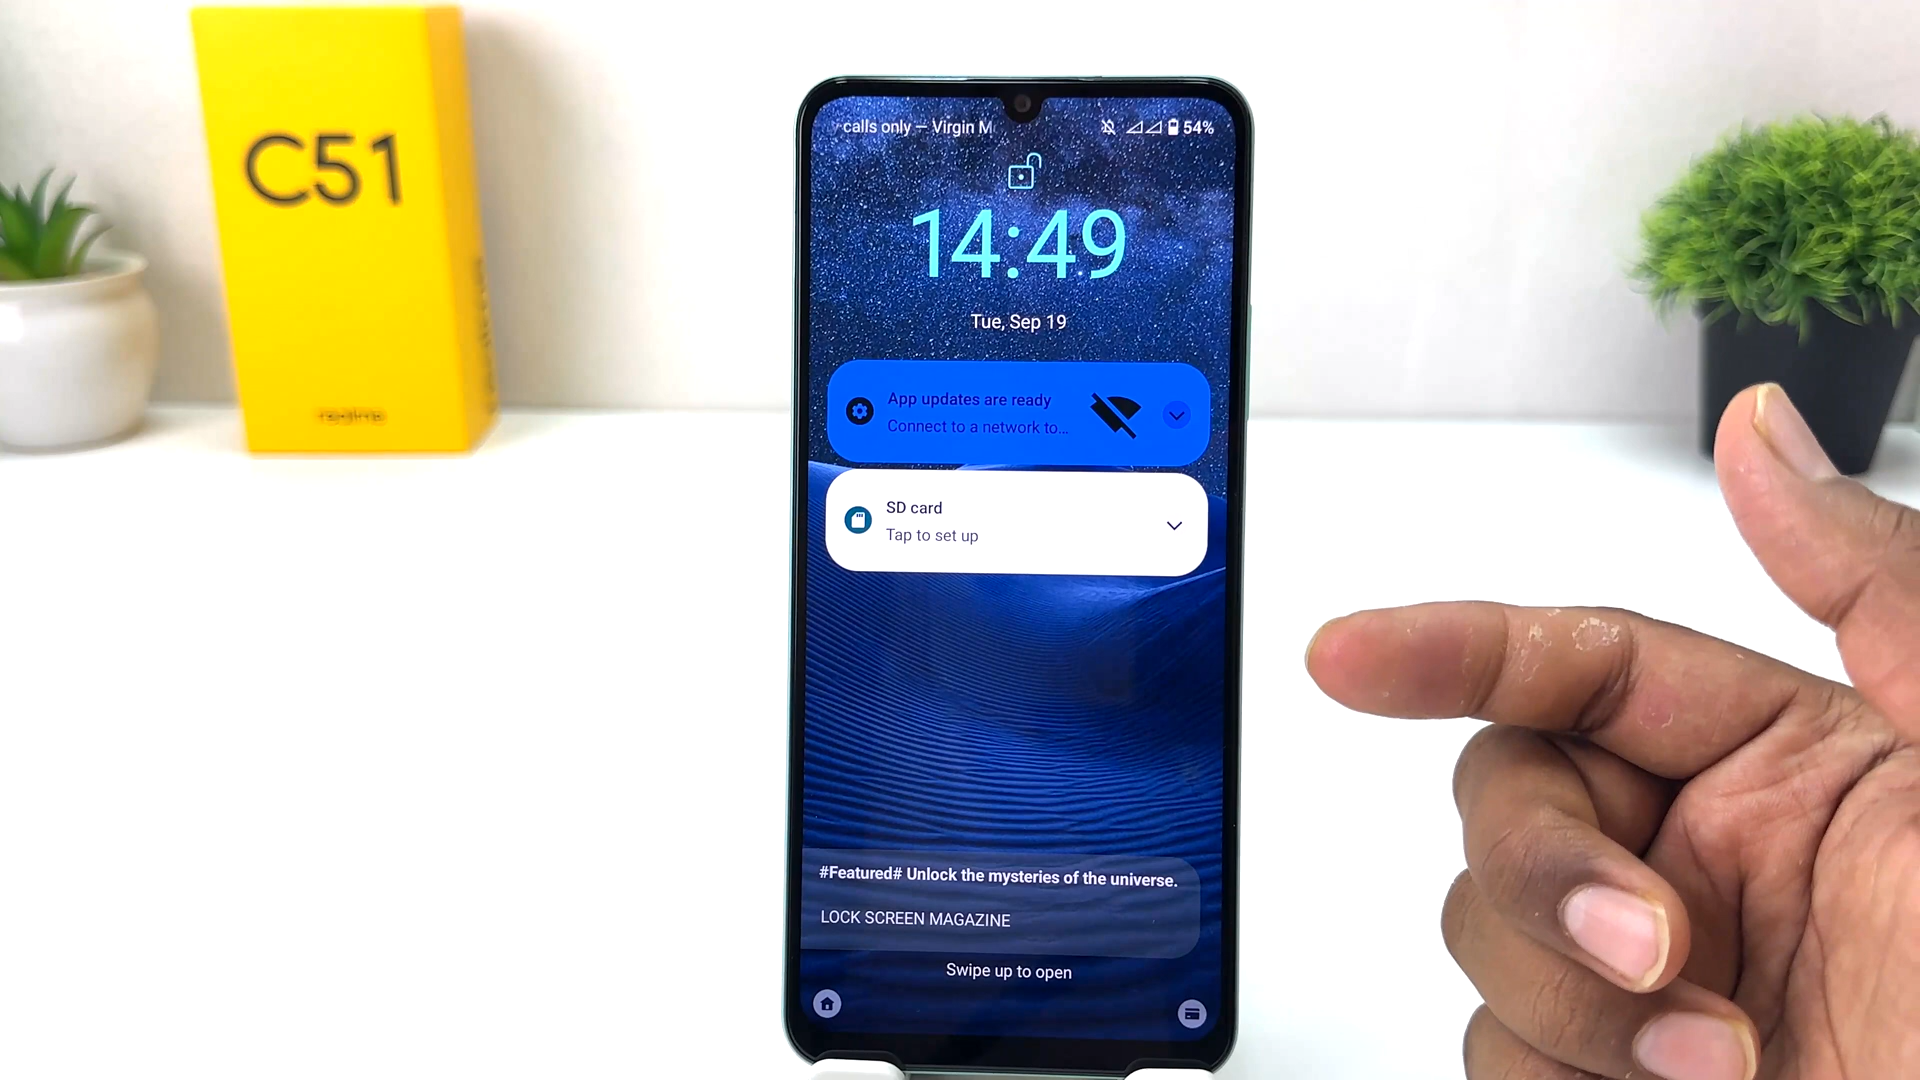 C51
realme
calls only — Virgin M
54%
14:49
Tue, Sep 19
App updates are ready
Connect to a network to...
SD card
Tap to set up
#Featured# Unlock the mysteries of the universe.
LOCK SCREEN MAGAZINE
Swipe up to open